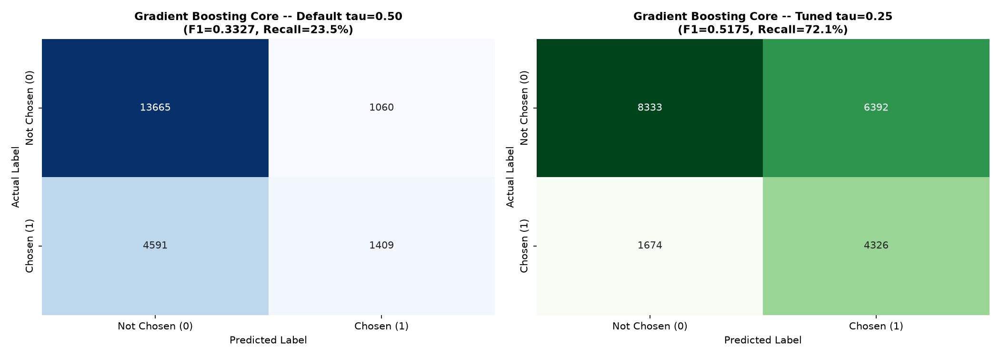 Gradient Boosting Core -- Default tau=0.50
(F1=0.3327, Recall=23.5%)
Actual Label
Not Chosen (0)
Chosen (1)
13665
1060
4591
1409
Not Chosen (0)
Chosen (1)
Predicted Label
Gradient Boosting Core -- Tuned tau=0.25
(F1=0.5175, Recall=72.1%)
Actual Label
Not Chosen (0)
Chosen (1)
8333
6392
1674
4326
Not Chosen (0)
Chosen (1)
Predicted Label